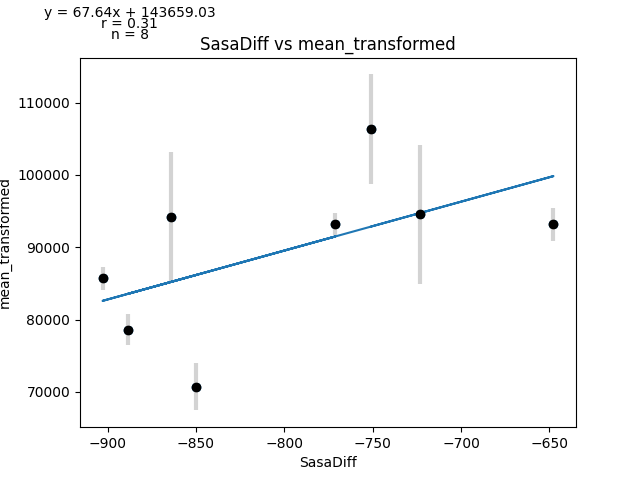 y = 67.64x + 143659.03
r = 0.31
n = 8
SasaDiff vs mean_transformed
110000
100000
90000
80000
70000
mean_transformed
−900
−850
−800
−750
−700
−650
SasaDiff